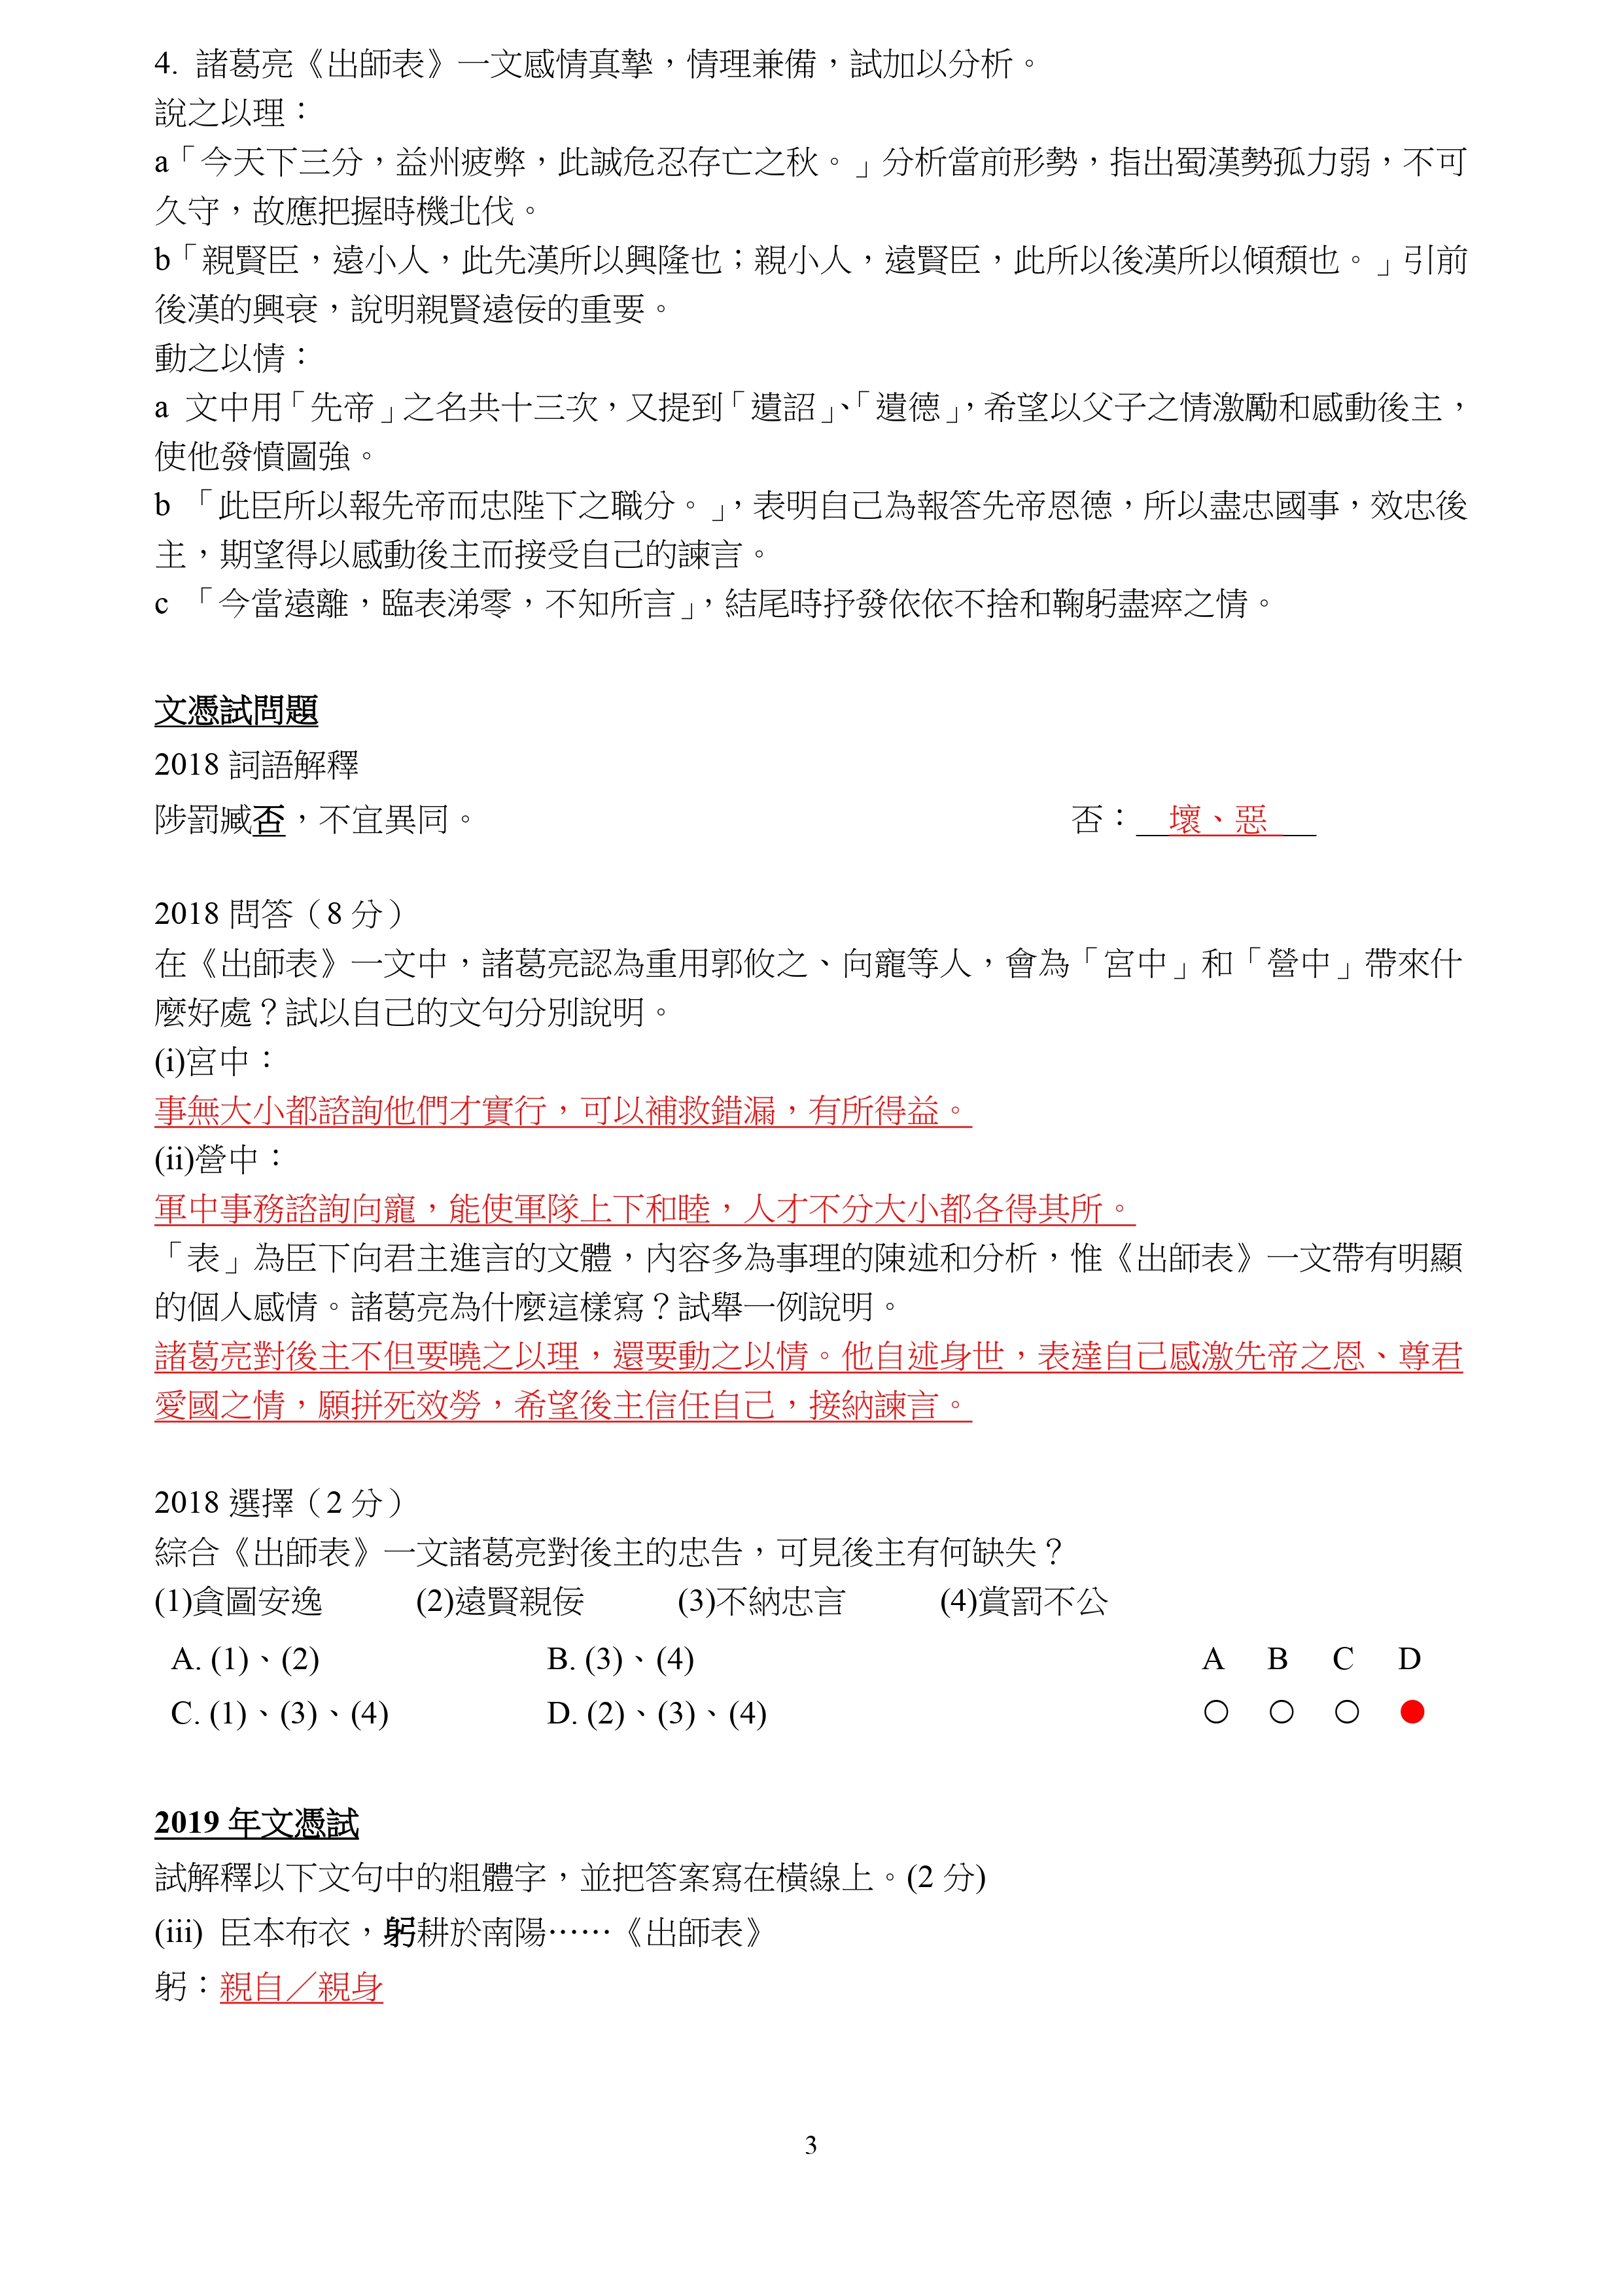 4. 諸葛亮《出師表》一文感情真摯，情理兼備，試加以分析。
說之以理：
a「今天下三分，益州疲弊，此誠危忍存亡之秋。」分析當前形勢，指出蜀漢勢孤力弱，不可
久守，故應把握時機北伐。
b「親賢臣，遠小人，此先漢所以興隆也；親小人，遠賢臣，此所以後漢所以傾頹也。」引前
後漢的興衰，說明親賢遠佞的重要。
動之以情：
a 文中用「先帝」之名共十三次，又提到「遺詔」、「遺德」，希望以父子之情激勵和感動後主，
使他發憤圖強。
b 「此臣所以報先帝而忠陛下之職分。」，表明自己為報答先帝恩德，所以盡忠國事，效忠後
主，期望得以感動後主而接受自己的諫言。
c 「今當遠離，臨表涕零，不知所言」，結尾時抒發依依不捨和鞠躬盡瘁之情。
文憑試問題
2018 詞語解釋
陟罰臧否，不宜異同。 否： 壞、惡
2018 問答（8 分）
在《出師表》一文中，諸葛亮認為重用郭攸之、向寵等人，會為「宮中」和「營中」帶來什
麼好處？試以自己的文句分別說明。
(i)宮中：
事無大小都諮詢他們才實行，可以補救錯漏，有所得益。
(ii)營中：
軍中事務諮詢向寵，能使軍隊上下和睦，人才不分大小都各得其所。
「表」為臣下向君主進言的文體，內容多為事理的陳述和分析，惟《出師表》一文帶有明顯
的個人感情。諸葛亮為什麼這樣寫？試舉一例說明。
諸葛亮對後主不但要曉之以理，還要動之以情。他自述身世，表達自己感激先帝之恩、尊君
愛國之情，願拼死效勞，希望後主信任自己，接納諫言。
2018 選擇（2 分）
綜合《出師表》一文諸葛亮對後主的忠告，可見後主有何缺失？
(1)貪圖安逸 (2)遠賢親佞 (3)不納忠言 (4)賞罰不公
A. (1)、(2) B. (3)、(4) A B C D
C. (1)、(3)、(4) D. (2)、(3)、(4)
2019 年文憑試
試解釋以下文句中的粗體字，並把答案寫在橫線上。(2 分)
(iii) 臣本布衣，躬耕於南陽……《出師表》
躬：親自／親身
3